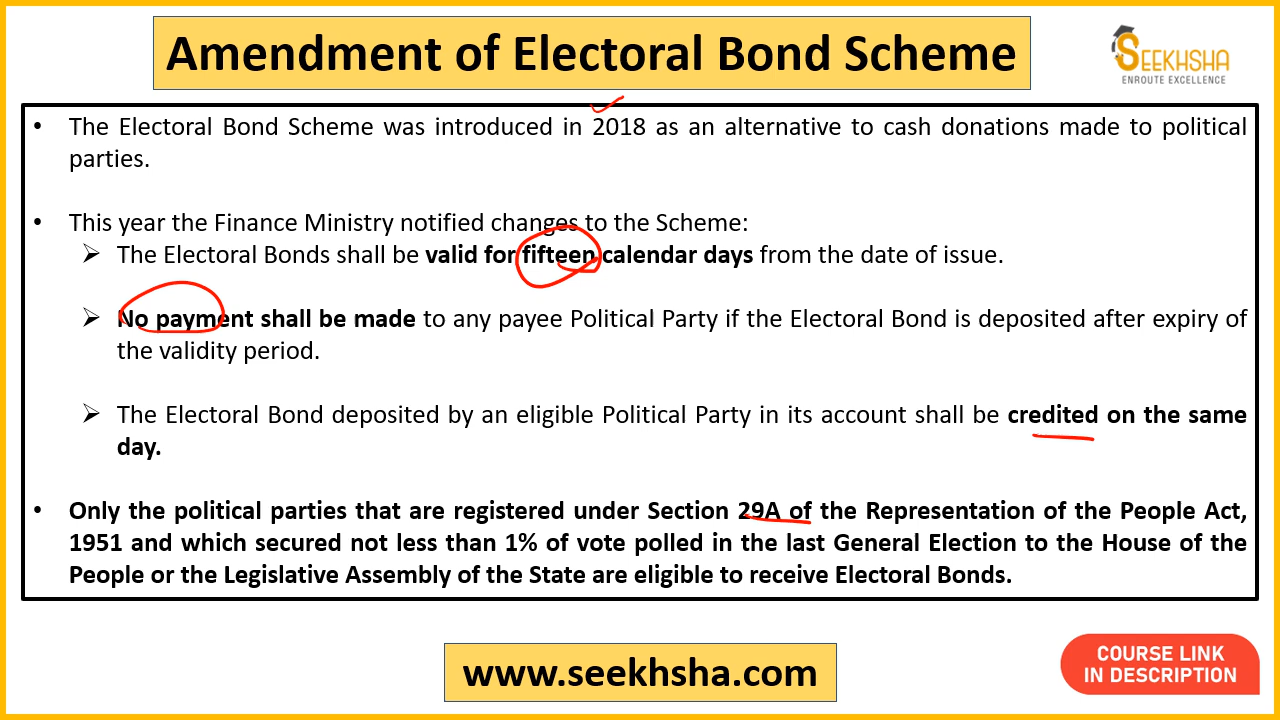 Amendment of Electoral Bond Scheme
SEEKHSHA
ENROUTE EXCELLENCE
• The Electoral Bond Scheme was introduced in 2018 as an alternative to cash donations made to political
parties.
• This year the Finance Ministry notified changes to the Scheme:
➢ The Electoral Bonds shall be valid for fifteen calendar days from the date of issue.
➢ No payment shall be made to any payee Political Party if the Electoral Bond is deposited after expiry of
the validity period.
➢ The Electoral Bond deposited by an eligible Political Party in its account shall be credited on the same
day.
• Only the political parties that are registered under Section 29A of the Representation of the People Act,
1951 and which secured not less than 1% of vote polled in the last General Election to the House of the
People or the Legislative Assembly of the State are eligible to receive Electoral Bonds.
www.seekhsha.com
COURSE LINK
IN DESCRIPTION